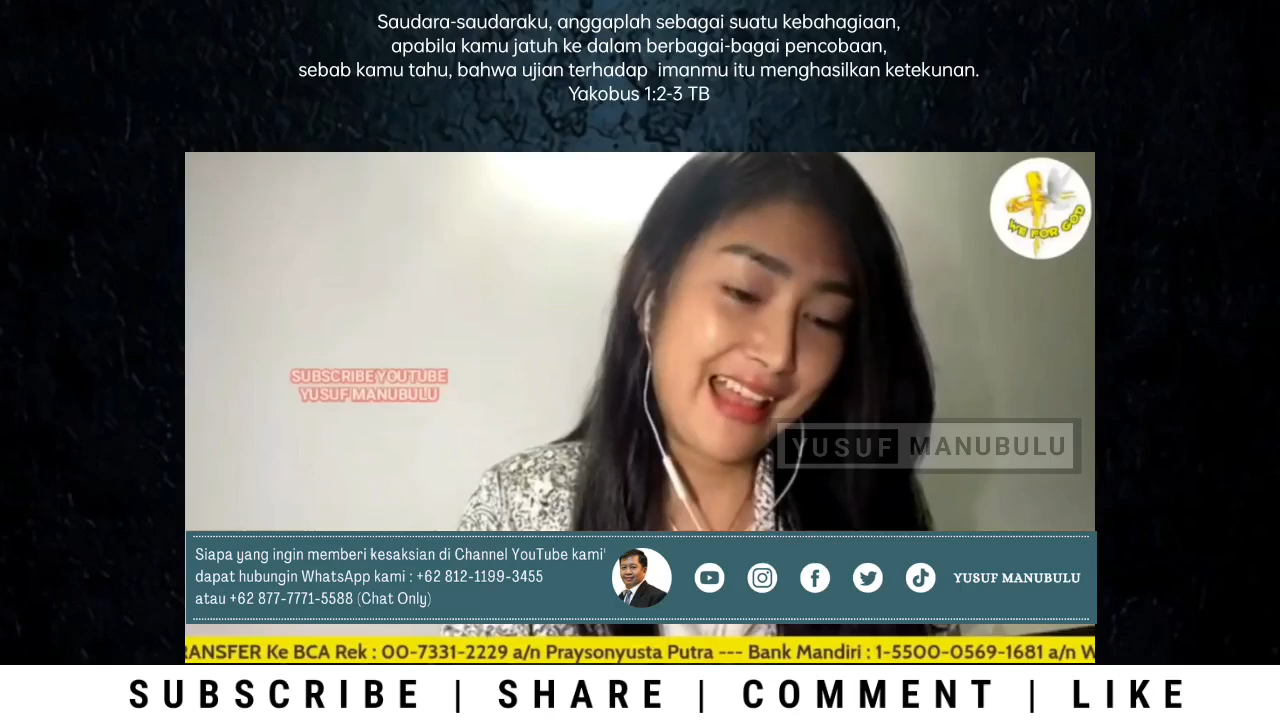 Saudara-saudaraku, anggaplah sebagai suatu kebahagiaan,
apabila kamu jatuh ke dalam berbagai-bagai pencobaan,
sebab kamu tahu, bahwa ujian terhadap imanmu itu menghasilkan ketekunan.
Yakobus 1:2-3 TB
WE FOR GOD
SUBSCRIBE YOUTUBE
YUSUF MANUBULU
YUSUF MANUBULU
Siapa yang ingin memberi kesaksian di Channel YouTube kami'
dapat hubungin WhatsApp kami : +62 812-1199-3455
atau +62 877-7771-5588 (Chat Only)
YUSUF MANUBULU
RANSFER Ke BCA Rek : 00-7331-2229 a/n Praysonyusta Putra --- Bank Mandiri : 1-5500-0569-1681 a/n W
SUBSCRIBE | SHARE | COMMENT | LIKE